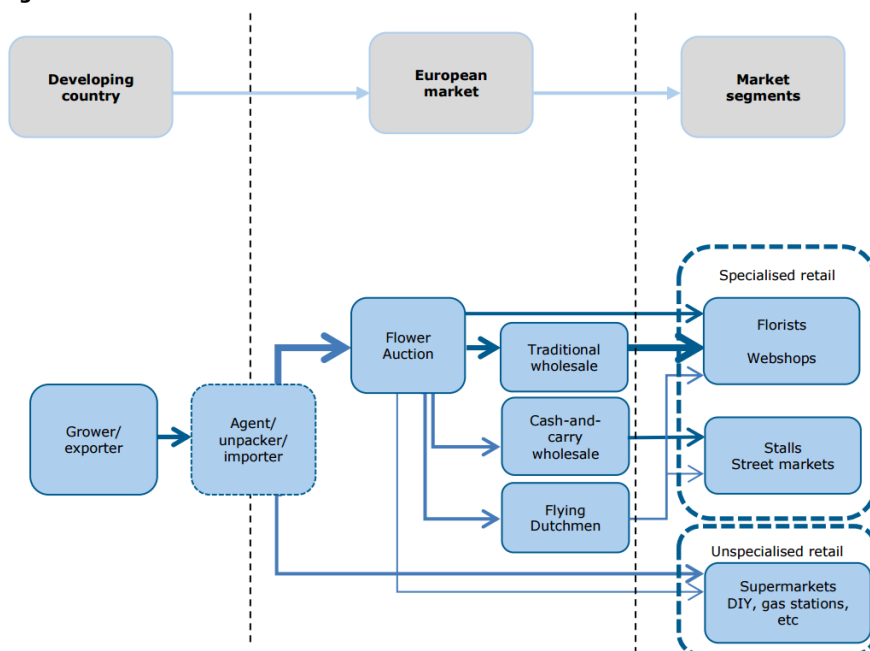 Developing
country
European
market
Market
segments
Specialised retail
Florists
Webshops
Flower
Auction
Traditional
wholesale
Grower/
exporter
Agent/
unpacker/
importer
Cash-and-
carry
wholesale
Stalls
Street markets
Flying
Dutchmen
Unspecialised retail
Supermarkets
DIY, gas stations,
etc